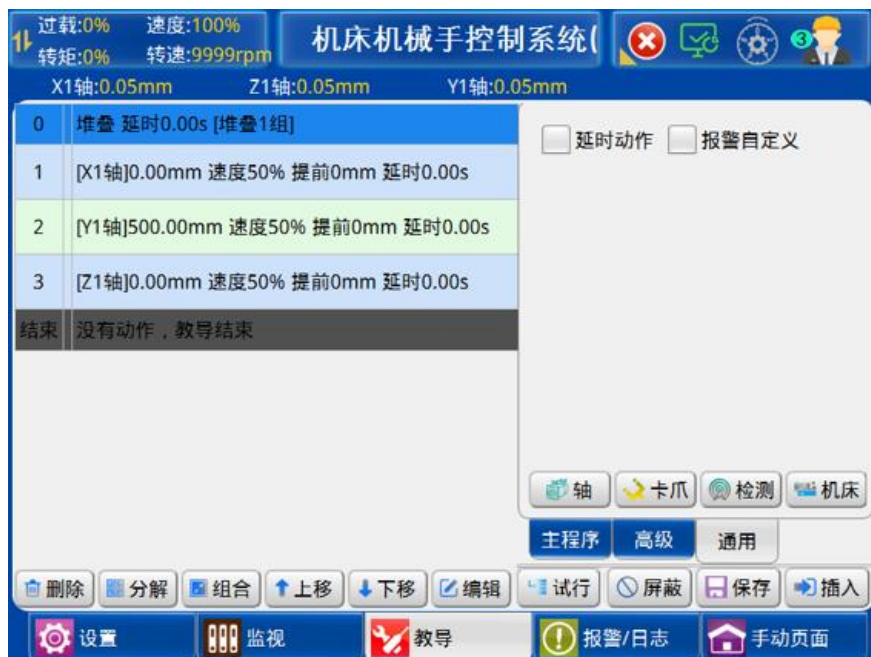 过载:0% 速度:100% 机床机械手控制系统(
转矩:0% 转速:9999rpm 3
X1轴:0.05mm Z1轴:0.05mm Y1轴:0.05mm
0 堆叠 延时0.00s [堆叠1组]
延时动作 报警自定义
1 [X1轴]0.00mm 速度50% 提前0mm 延时0.00s
2 [Y1轴]500.00mm 速度50% 提前0mm 延时0.00s
3 [Z1轴]0.00mm 速度50% 提前0mm 延时0.00s
结束 没有动作，教导结束
轴 卡爪 检测 机床
主程序 高级 通用
删除 分解 组合 上移 下移 编辑 试行 屏蔽 保存 插入
设置 监视 教导 报警/日志 手动页面